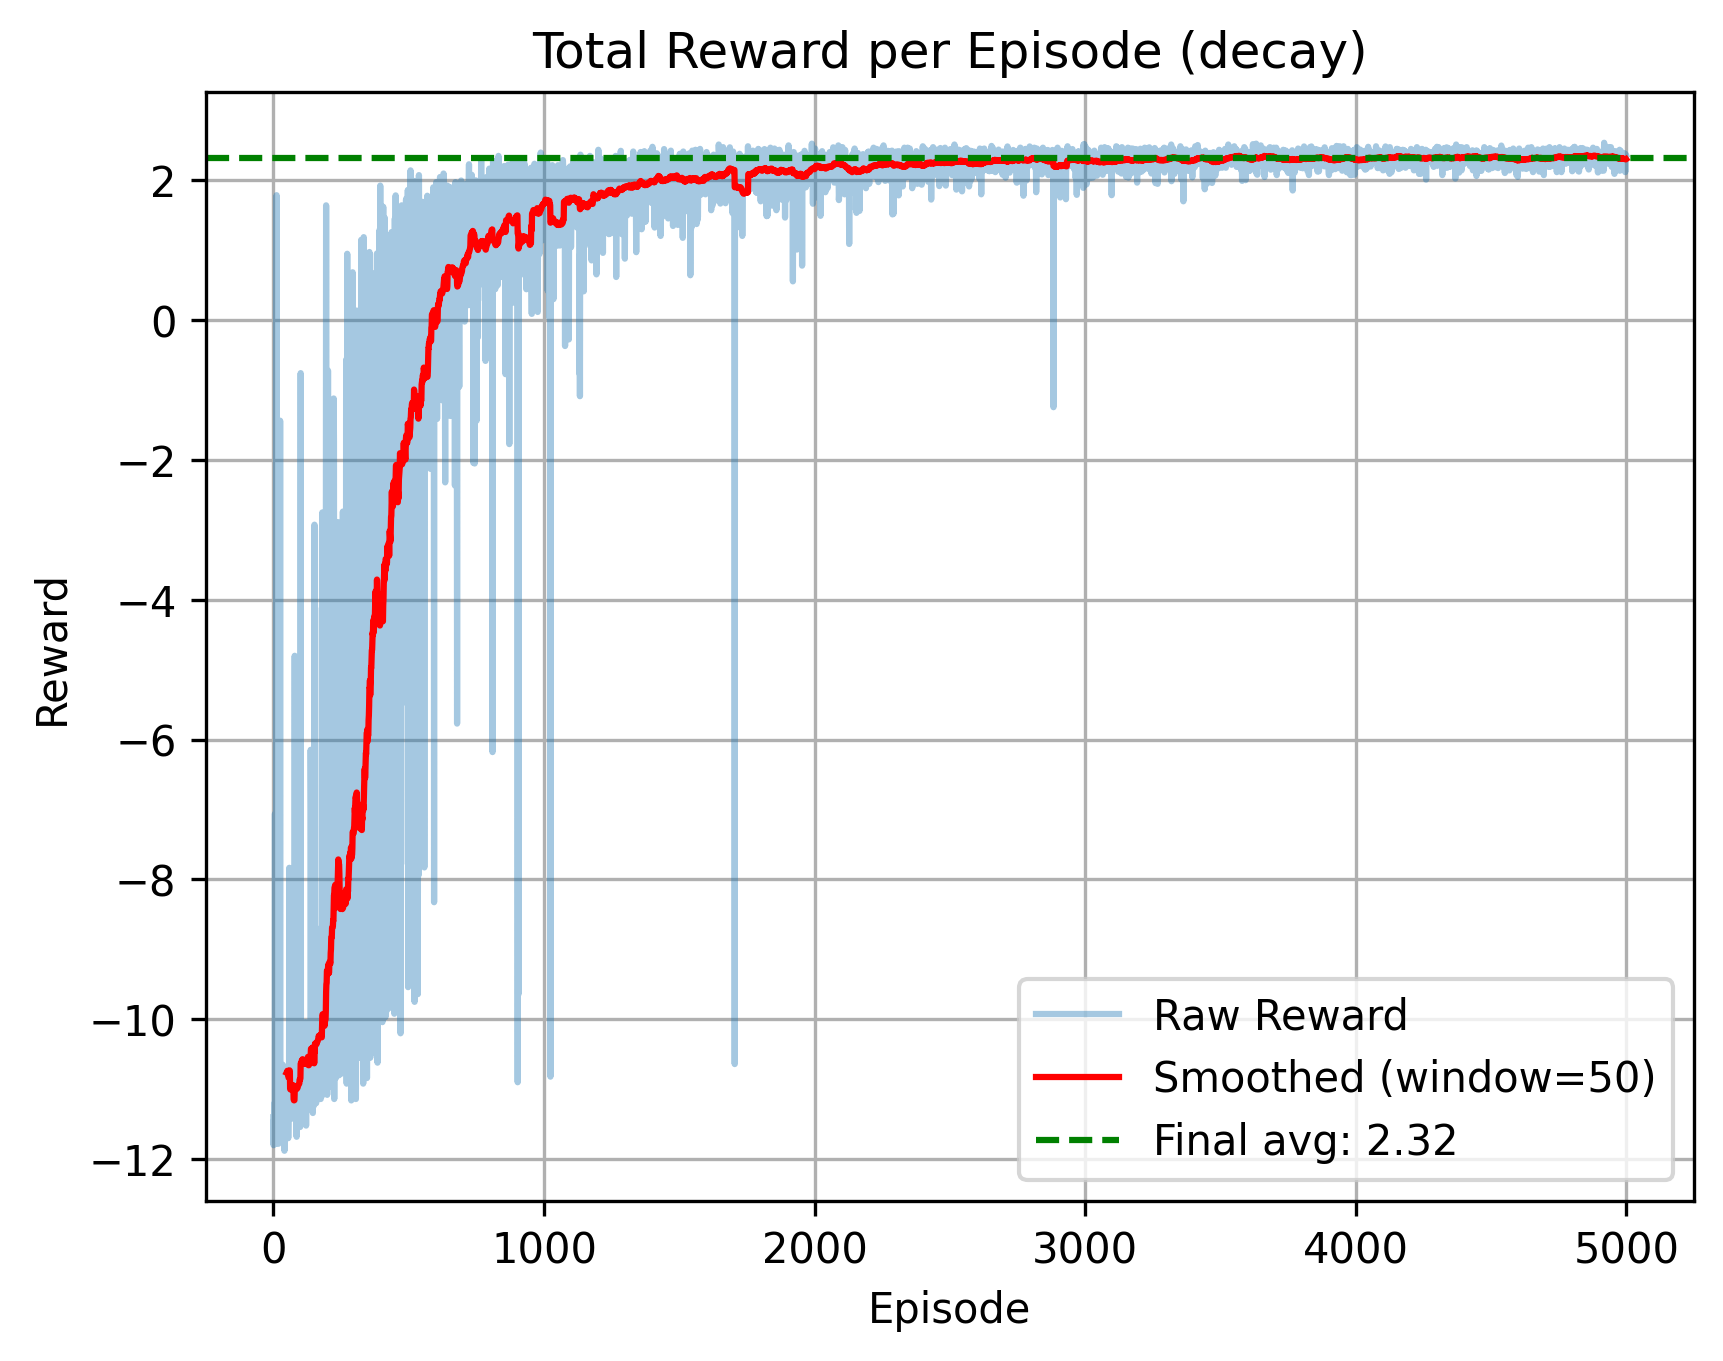 Total Reward per Episode (decay)
Reward
2
0
−2
−4
−6
−8
−10
−12
0 1000 2000 3000 4000 5000
Episode
Raw Reward
Smoothed (window=50)
Final avg: 2.32